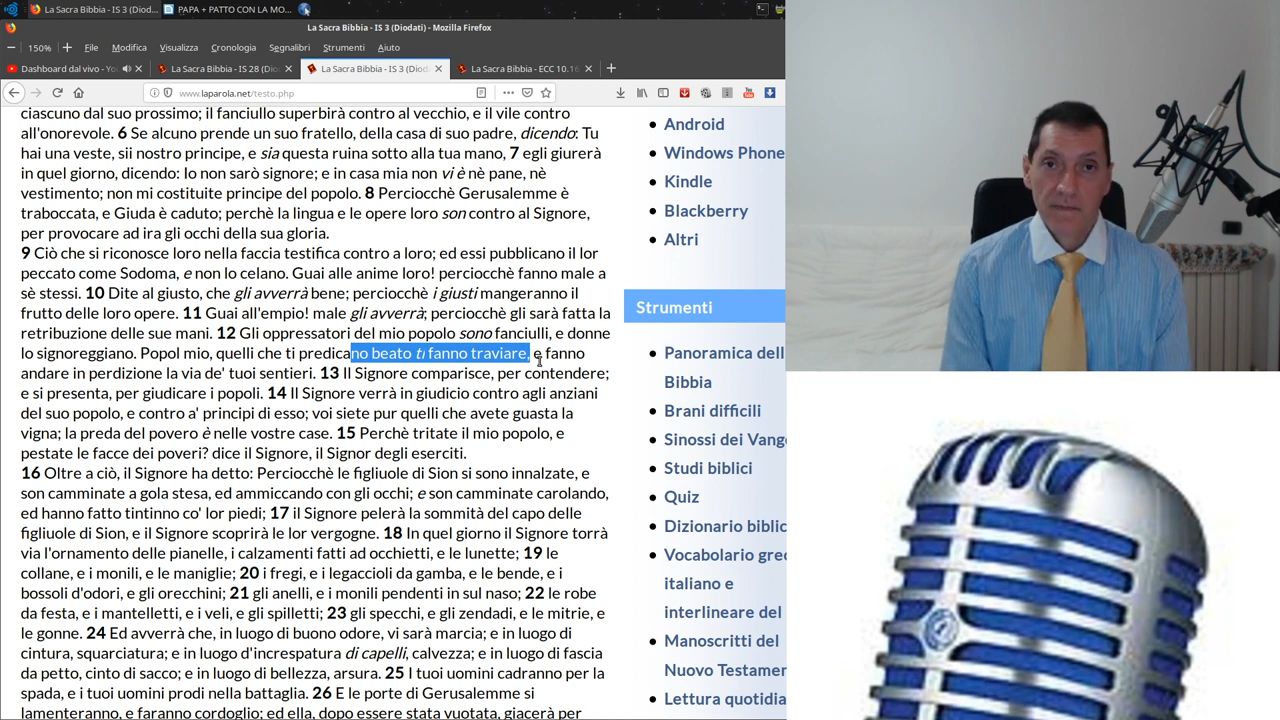 La Sacra Bibbia - IS 3 (Diod...
PAPA + PATTO CON LA MO...
La Sacra Bibbia - IS 3 (Diodati) - Mozilla Firefox
150%
File Modifica Visualizza Cronologia Segnalibri Strumenti Aiuto
Dashboard dal vivo - Yo
La Sacra Bibbia - IS 28 (Dio
La Sacra Bibbia - IS 3 (Dioda
La Sacra Bibbia - ECC 10.16
www.laparola.net/testo.php
ciascuno dal suo prossimo; il fanciullo superbirà contro al vecchio, e il vile contro
all'onorevole. 6 Se alcuno prende un suo fratello, della casa di suo padre, dicendo: Tu
hai una veste, sii nostro principe, e sia questa ruina sotto alla tua mano, 7 egli giurerà
in quel giorno, dicendo: Io non sarò signore; e in casa mia non vi è nè pane, nè
vestimento; non mi costituite principe del popolo. 8 Perciocchè Gerusalemme è
traboccata, e Giuda è caduto; perchè la lingua e le opere loro son contro al Signore,
per provocare ad ira gli occhi della sua gloria.
9 Ciò che si riconosce loro nella faccia testifica contro a loro; ed essi pubblicano il lor
peccato come Sodoma, e non lo celano. Guai alle anime loro! perciocchè fanno male a
sè stessi. 10 Dite al giusto, che gli avverrà bene; perciocchè i giusti mangeranno il
frutto delle loro opere. 11 Guai all'empio! male gli avverrà; perciocchè gli sarà fatta la
retribuzione delle sue mani. 12 Gli oppressatori del mio popolo sono fanciulli, e donne
lo signoreggiano. Popol mio, quelli che ti predicano beato ti fanno traviare, e fanno
andare in perdizione la via de' tuoi sentieri. 13 Il Signore comparisce, per contendere;
e si presenta, per giudicare i popoli. 14 Il Signore verrà in giudicio contro agli anziani
del suo popolo, e contro a' principi di esso; voi siete pur quelli che avete guasta la
vigna; la preda del povero è nelle vostre case. 15 Perchè tritate il mio popolo, e
pestate le facce dei poveri? dice il Signore, il Signor degli eserciti.
16 Oltre a ciò, il Signore ha detto: Perciocchè le figliuole di Sion si sono innalzate, e
son camminate a gola stesa, ed ammiccando con gli occhi; e son camminate carolando,
ed hanno fatto tintinno co' lor piedi; 17 il Signore pelerà la sommità del capo delle
figliuole di Sion, e il Signore scoprirà le lor vergogne. 18 In quel giorno il Signore torrà
via l'ornamento delle pianelle, i calzamenti fatti ad occhietti, e le lunette; 19 le
collane, e i monili, e le maniglie; 20 i fregi, e i legaccioli da gamba, e le bende, e i
bossoli d'odori, e gli orecchini; 21 gli anelli, e i monili pendenti in sul naso; 22 le robe
da festa, e i mantelletti, e i veli, e gli spilletti; 23 gli specchi, e gli zendadi, e le mitrie, e
le gonne. 24 Ed avverrà che, in luogo di buono odore, vi sarà marcia; e in luogo di
cintura, squarciatura; e in luogo d'increspatura di capelli, calvezza; e in luogo di fascia
da petto, cinto di sacco; e in luogo di bellezza, arsura. 25 I tuoi uomini cadranno per la
spada, e i tuoi uomini prodi nella battaglia. 26 E le porte di Gerusalemme si
lamenteranno, e faranno cordoglio; ed ella, dopo essere stata vuotata, giacerà per
Android
Windows Phone
Kindle
Blackberry
Altri
Strumenti
Panoramica dell
Bibbia
Brani difficili
Sinossi dei Vange
Studi biblici
Quiz
Dizionario biblic
Vocabolario grec
italiano e
interlineare del
Manoscritti del
Nuovo Testamen
Lettura quotidia